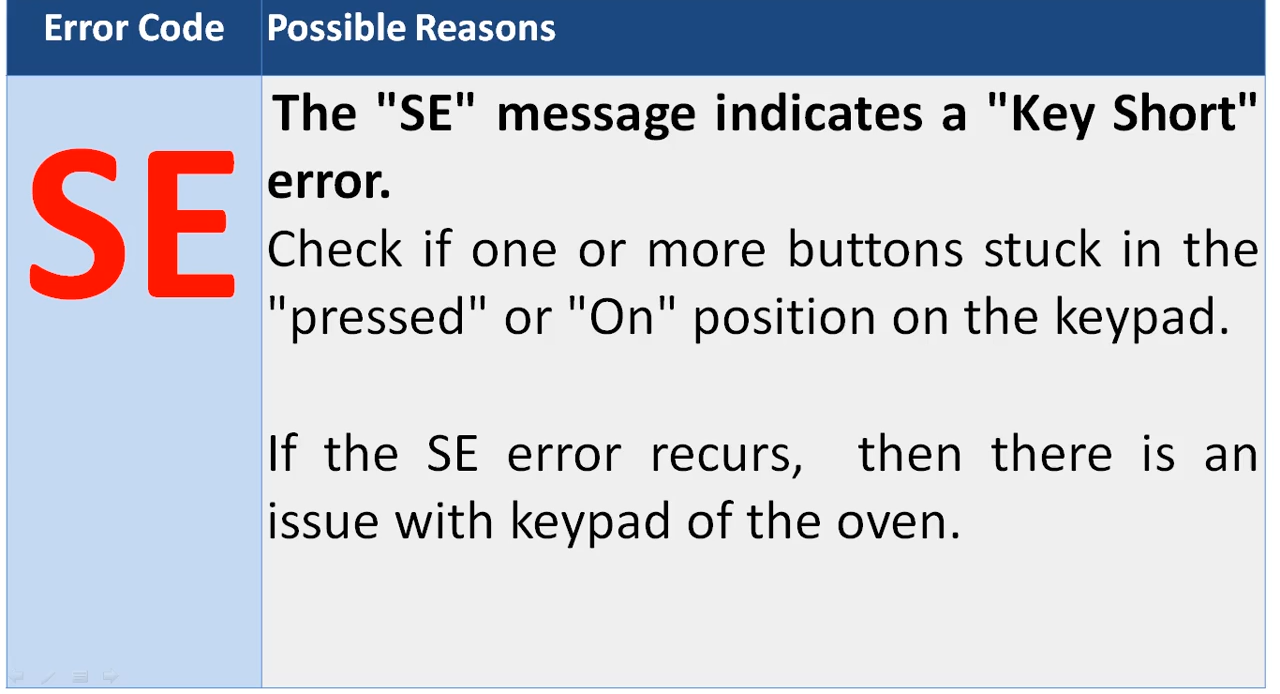 Error Code
Possible Reasons
SE
The "SE" message indicates a "Key Short"
error.
Check if one or more buttons stuck in the
"pressed" or "On" position on the keypad.
If the SE error recurs, then there is an
issue with keypad of the oven.